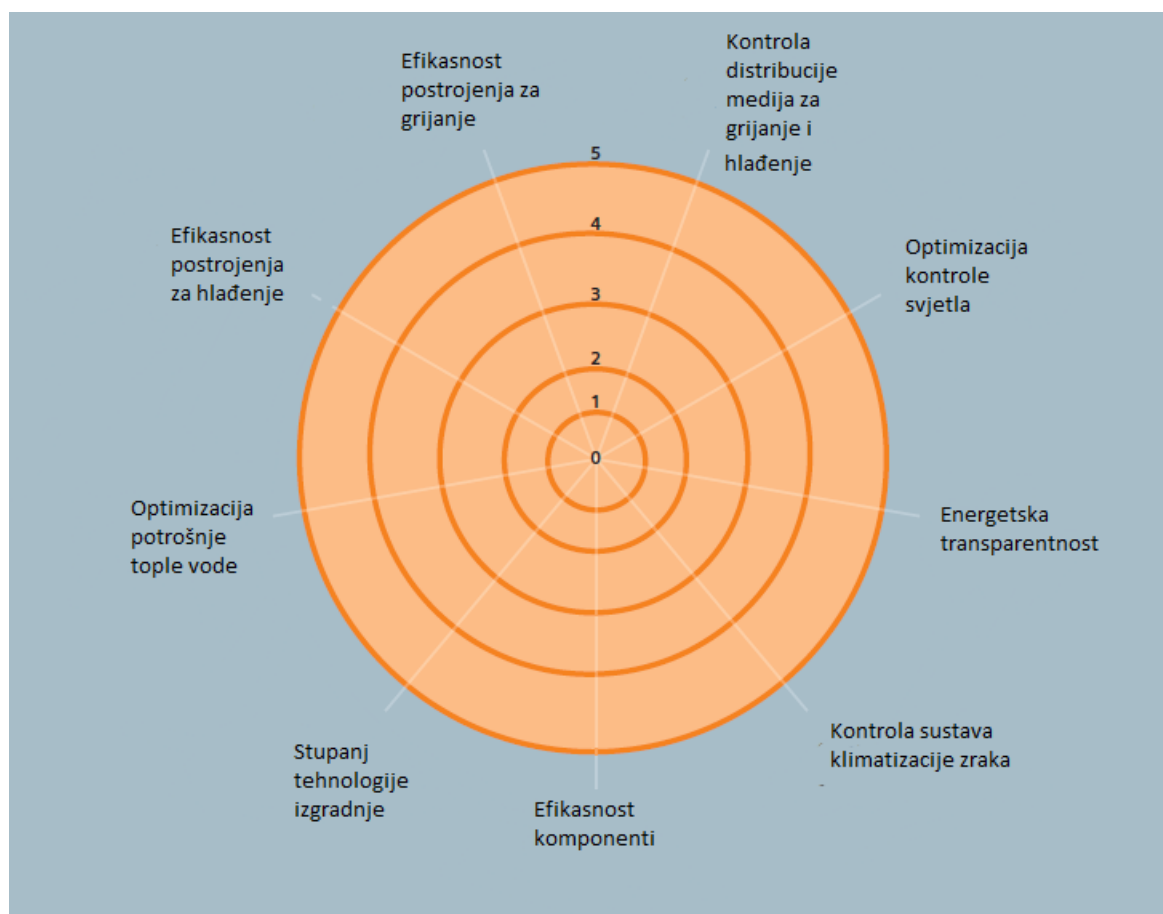 Efikasnost
postrojenja za
grijanje
Kontrola
distribucije
medija za
grijanje i
hlađenje
Efikasnost
postrojenja
za hlađenje
Optimizacija
kontrole
svjetla
5
4
3
2
1
0
Optimizacija
potrošnje
tople vode
Energetska
transparentnost
Stupanj
tehnologije
izgradnje
Efikasnost
komponenti
Kontrola sustava
klimatizacije zraka